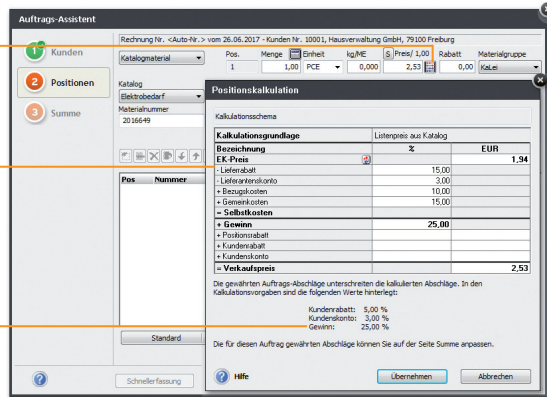 Auftrags-Assistent
Rechnung Nr. <Auto-Nr.> vom 26.06.2017 - Kunden Nr. 10001, Hausverwaltung GmbH, 79100 Freiburg
1 Kunden
2 Positionen
3 Summe
Pos. Menge Einheit kg/ME S Preis/ 1,00 Rabatt Materialgruppe
Katalogmaterial 1 1,00 PCE 0,000 2,53 0,00 KaLei
Katalog
Elektrobedarf
Materialnummer
2016649
Pos Nummer
Standard
Schnellerfassung
Positionskalkulation
Kalkulationsschema
Kalkulationsgrundlage Listenpreis aus Katalog
Bezeichnung % EUR
EK-Preis 1,94
- Lieferrabatt 15,00
- Lieferantenskonto 3,00
+ Bezugskosten 10,00
+ Gemeinkosten 15,00
= Selbstkosten
+ Gewinn 25,00
+ Positionsrabatt
+ Kundenrabatt
+ Kundenskonto
= Verkaufspreis 2,53
Die gewährten Auftrags-Abschläge unterschreiten die kalkulierten Abschläge. In den
Kalkulationsvorgaben sind die folgenden Werte hinterlegt:
Kundenrabatt: 5,00 %
Kundenskonto: 3,00 %
Gewinn: 25,00 %
Die für diesen Auftrag gewährten Abschläge können Sie auf der Seite Summe anpassen.
Hilfe Übernehmen Abbrechen